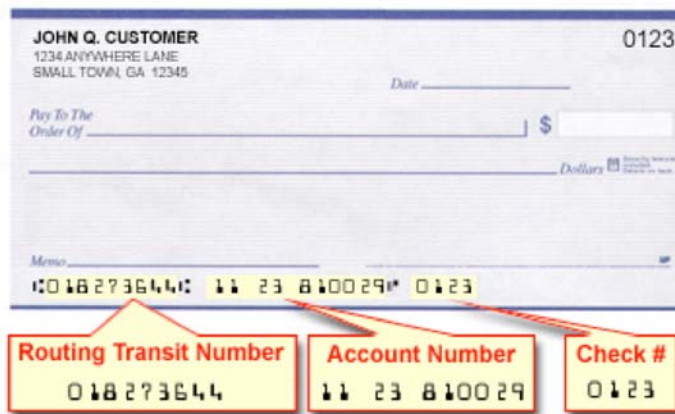 JOHN Q. CUSTOMER
1234 ANYWHERE LANE
SMALL TOWN, GA 12345
0123
Date
Pay To The
Order Of
$
Dollars
Memo
⑆018273644⑆ 11 23 810029⑈ 0123
Routing Transit Number
018273644
Account Number
11 23 810029
Check #
0123